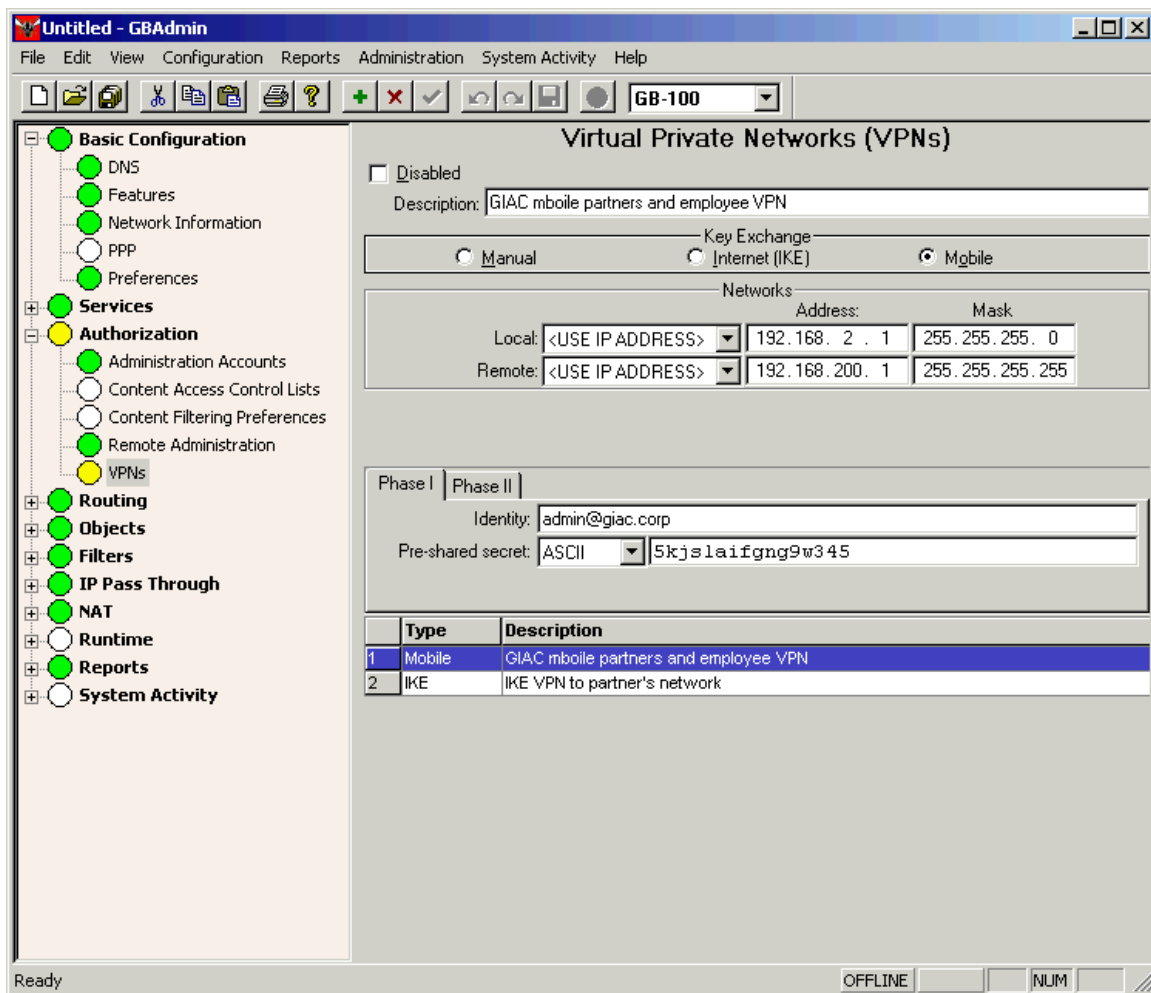 Untitled - GBAdmin
File Edit View Configuration Reports Administration System Activity Help
GB-100
Basic Configuration
DNS
Features
Network Information
PPP
Preferences
Services
Authorization
Administration Accounts
Content Access Control Lists
Content Filtering Preferences
Remote Administration
VPNs
Routing
Objects
Filters
IP Pass Through
NAT
Runtime
Reports
System Activity
Virtual Private Networks (VPNs)
Disabled
Description: GIAC mboile partners and employee VPN
Key Exchange
Manual Internet (IKE) Mobile
Networks
Address: Mask
Local: <USE IP ADDRESS> 192.168. 2 . 1 255.255.255. 0
Remote: <USE IP ADDRESS> 192.168.200. 1 255.255.255.255
Phase I Phase II
Identity: admin@giac.corp
Pre-shared secret: ASCII 5kjslaifgng9w345
Type Description
1 Mobile GIAC mboile partners and employee VPN
2 IKE IKE VPN to partner's network
Ready OFFLINE NUM